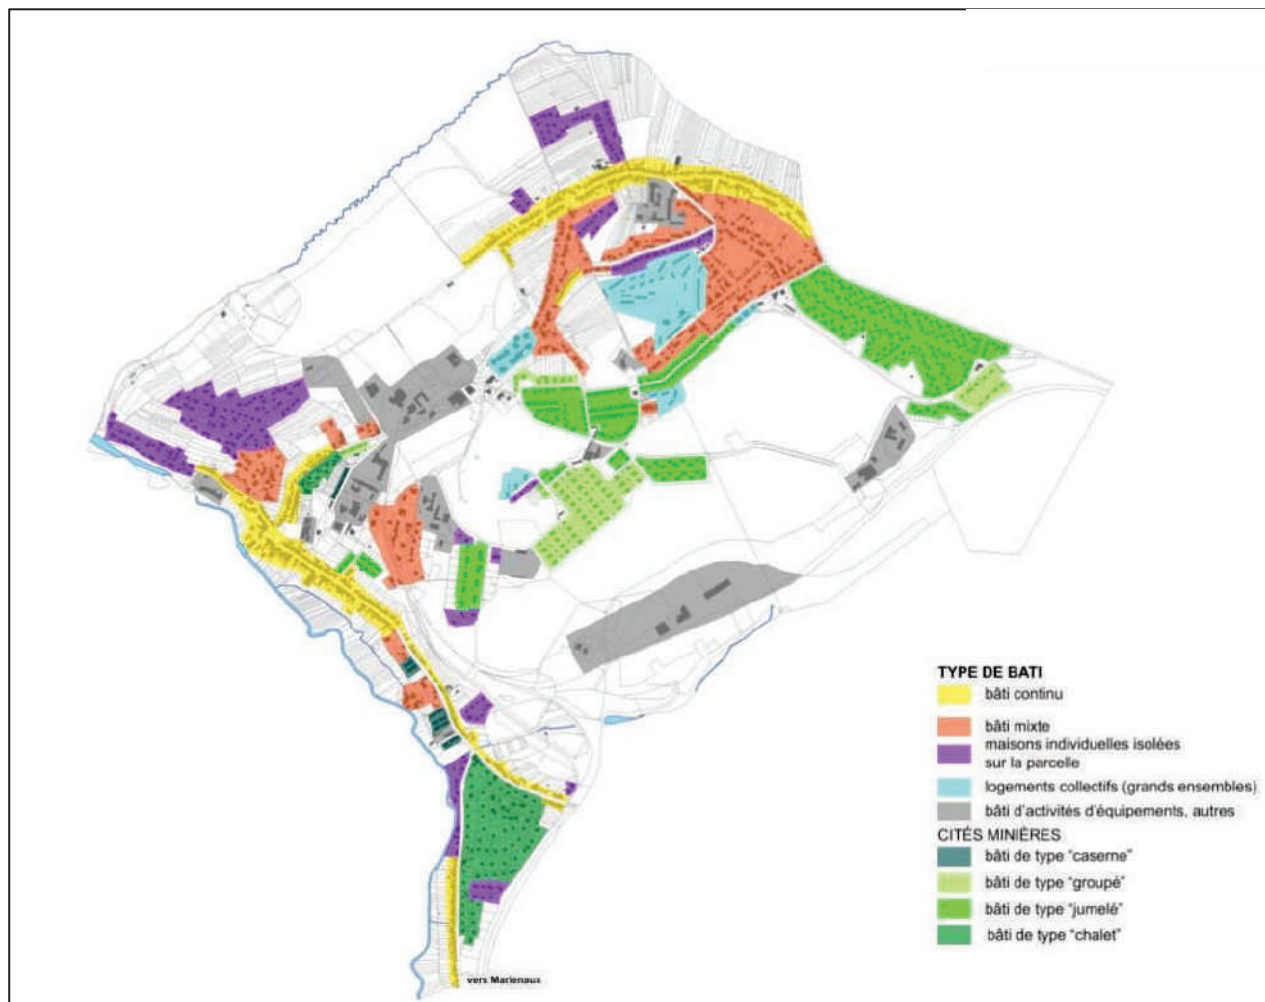 TYPE DE BATI
bâti continu
bâti mixte
maisons individuelles isolées
sur la parcelle
logements collectifs (grands ensembles)
bâti d'activités d'équipements, autres
CITÉS MINIÈRES
bâti de type "caserne"
bâti de type "groupé"
bâti de type "jumelé"
bâti de type "chalet"
vers Marienaux